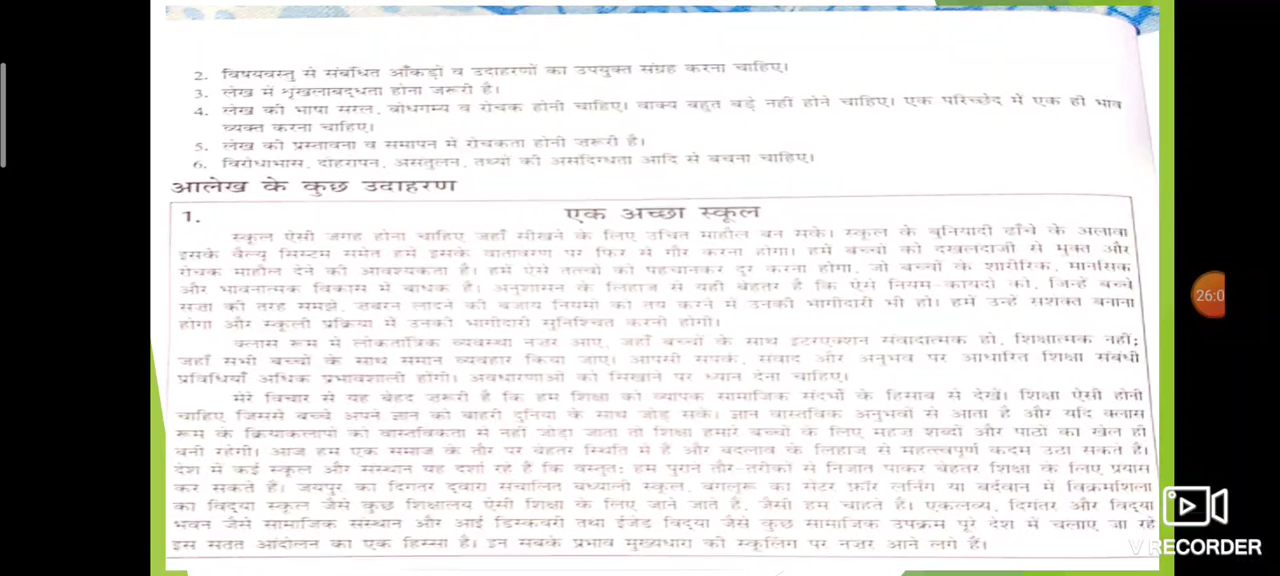 2. विषयवस्तु से संबंधित आँकड़ों व उदाहरणों का उपयुक्त संग्रह करना चाहिए।
3. लेख में शृंखलाबद्धता होना जरूरी है।
4. लेख की भाषा सरल, बोधगम्य व रोचक होनी चाहिए। वाक्य बहुत बड़े नहीं होने चाहिए। एक परिच्छेद में एक ही भाव
व्यक्त करना चाहिए।
5. लेख की प्रस्तावना व समापन में रोचकता होनी ज़रूरी है।
6. विरोधाभास, दोहरापन, असंतुलन, तथ्यों की असंदिग्धता आदि से बचना चाहिए।
आलेख के कुछ उदाहरण
1. एक अच्छा स्कूल
स्कूल ऐसी जगह होना चाहिए जहाँ सीखने के लिए उचित माहौल बन सके। स्कूल के बुनियादी ढाँचे के अलावा
इसके वैल्यू सिस्टम समेत हमें इसके वातावरण पर फिर से गौर करना होगा। हमें बच्चों को दखलंदाजी से मुक्त और
रोचक माहौल देने की आवश्यकता है। हमें ऐसे तत्वों को पहचानकर दूर करना होगा, जो बच्चों के शारीरिक, मानसिक
और भावनात्मक विकास में बाधक हैं। अनुशासन के लिहाज से यही बेहतर है कि ऐसे नियम-कायदों को, जिन्हें बच्चे
सज़ा की तरह समझें, ज़बरन लादने की बजाय नियमों को तय करने में उनकी भागीदारी भी हो। हमें उन्हें सशक्त बनाना
होगा और स्कूली प्रक्रिया में उनकी भागीदारी सुनिश्चित करनी होगी।
क्लास रूम में लोकतांत्रिक व्यवस्था नज़र आए, जहाँ बच्चों के साथ इंटरएक्शन संवादात्मक हो, शिक्षात्मक नहीं;
जहाँ सभी बच्चों के साथ समान व्यवहार किया जाए। आपसी संपर्क, संवाद और अनुभव पर आधारित शिक्षा संबंधी
प्रविधियाँ अधिक प्रभावशाली होंगी। अवधारणाओं को सिखाने पर ध्यान देना चाहिए।
मेरे विचार से यह बेहद ज़रूरी है कि हम शिक्षा को व्यापक सामाजिक संदर्भों के हिसाब से देखें। शिक्षा ऐसी होनी
चाहिए जिससे बच्चे अपने ज्ञान को बाहरी दुनिया के साथ जोड़ सकें। ज्ञान वास्तविक अनुभवों से आता है और यदि क्लास
रूम के क्रियाकलापों को वास्तविकता से नहीं जोड़ा जाता तो शिक्षा हमारे बच्चों के लिए महज़ शब्दों और पाठों का खेल ही
बनी रहेगी। आज हम एक समाज के तौर पर बेहतर स्थिति में हैं और बदलाव के लिहाज से महत्त्वपूर्ण कदम उठा सकते हैं।
देश में कई स्कूल और संस्थान यह दर्शा रहे हैं कि वस्तुतः हम पुराने तौर-तरीकों से निजात पाकर बेहतर शिक्षा के लिए प्रयास
कर सकते हैं। जयपुर का दिगंतर द्वारा संचालित बंध्याली स्कूल, बंगलूरू का सेंटर फ़ॉर लर्निंग या बर्दवान में विक्रमशिला
का विद्या स्कूल जैसे कुछ शिक्षालय ऐसी शिक्षा के लिए जाने जाते हैं, जैसी हम चाहते हैं। एकलव्य, दिगंतर और विद्या
भवन जैसे सामाजिक संस्थान और आई डिस्कवरी तथा ईजेड विद्या जैसे कुछ सामाजिक उपक्रम पूरे देश में चलाए जा रहे
इस सतत आंदोलन का एक हिस्सा हैं। इन सबके प्रभाव मुख्यधारा की स्कूलिंग पर नज़र आने लगे हैं।
26:0
V RECORDER